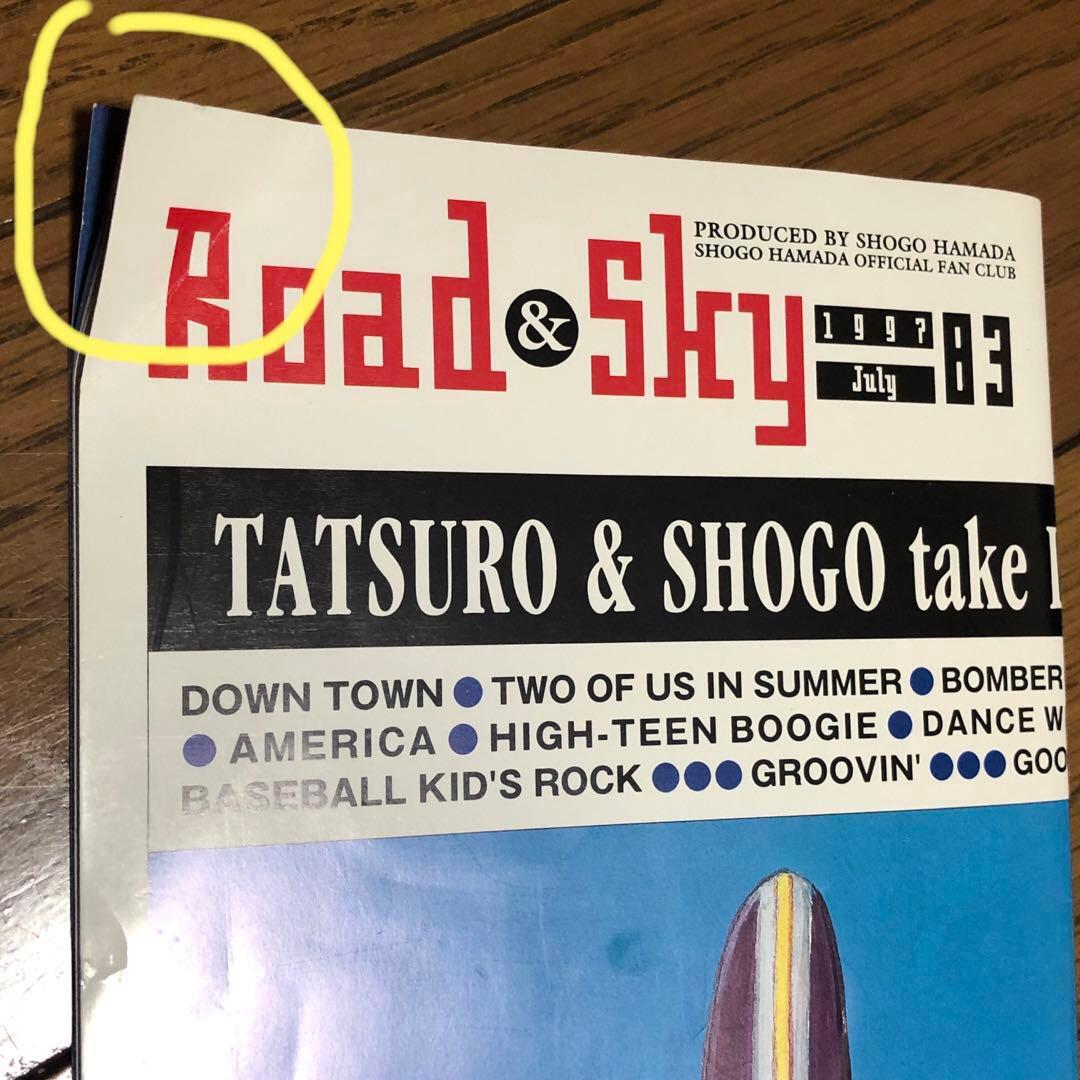 Road & Sky
PRODUCED BY SHOGO HAMADA
SHOGO HAMADA OFFICIAL FAN CLUB
1997
July
83
TATSURO & SHOGO take
DOWN TOWN ● TWO OF US IN SUMMER ● BOMBER
● AMERICA ● HIGH-TEEN BOOGIE ● DANCE W
BASEBALL KID'S ROCK ●●● GROOVIN' ●●● GOO